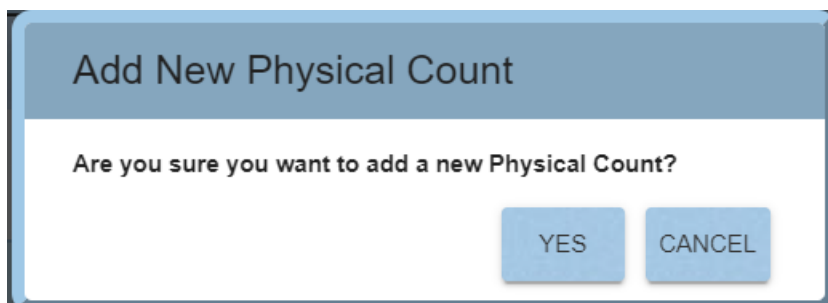 Add New Physical Count
Are you sure you want to add a new Physical Count?
YES CANCEL